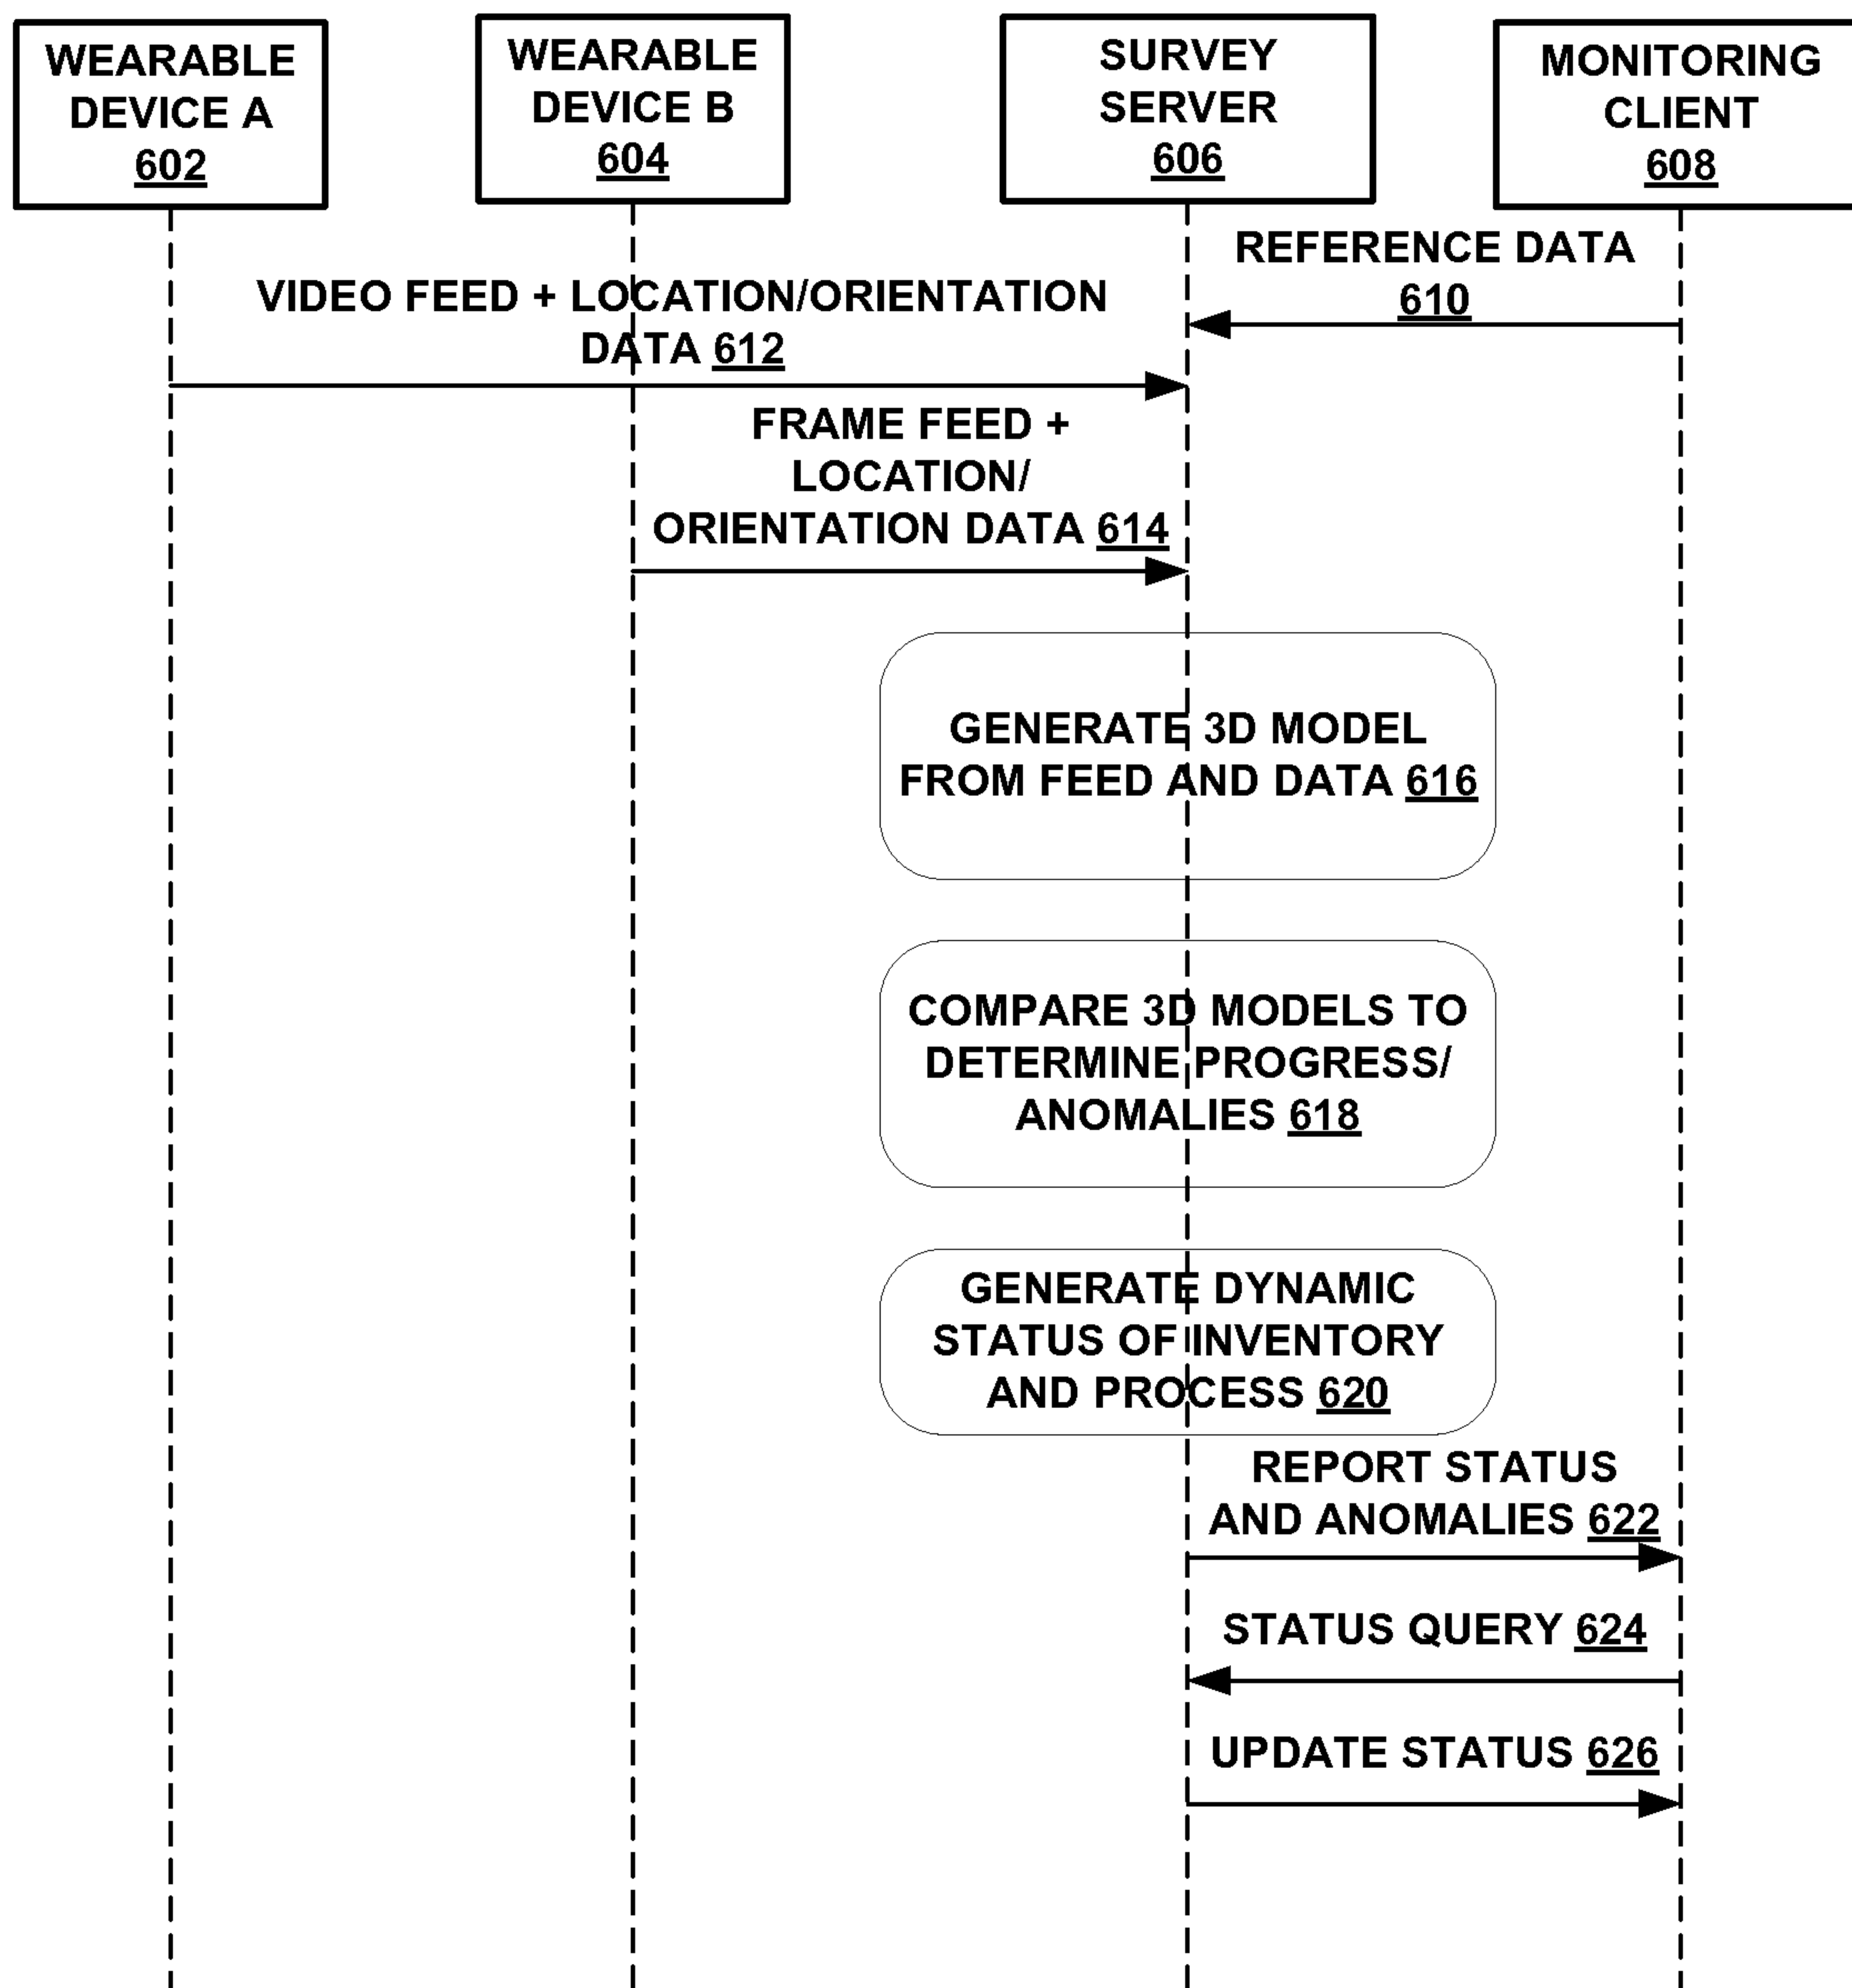 WEARABLE
DEVICE A
602
WEARABLE
DEVICE B
604
SURVEY
SERVER
606
MONITORING
CLIENT
608
REFERENCE DATA
610
VIDEO FEED + LOCATION/ORIENTATION
DATA 612
FRAME FEED +
LOCATION/
ORIENTATION DATA 614
GENERATE 3D MODEL
FROM FEED AND DATA 616
COMPARE 3D MODELS TO
DETERMINE PROGRESS/
ANOMALIES 618
GENERATE DYNAMIC
STATUS OF INVENTORY
AND PROCESS 620
REPORT STATUS
AND ANOMALIES 622
STATUS QUERY 624
UPDATE STATUS 626